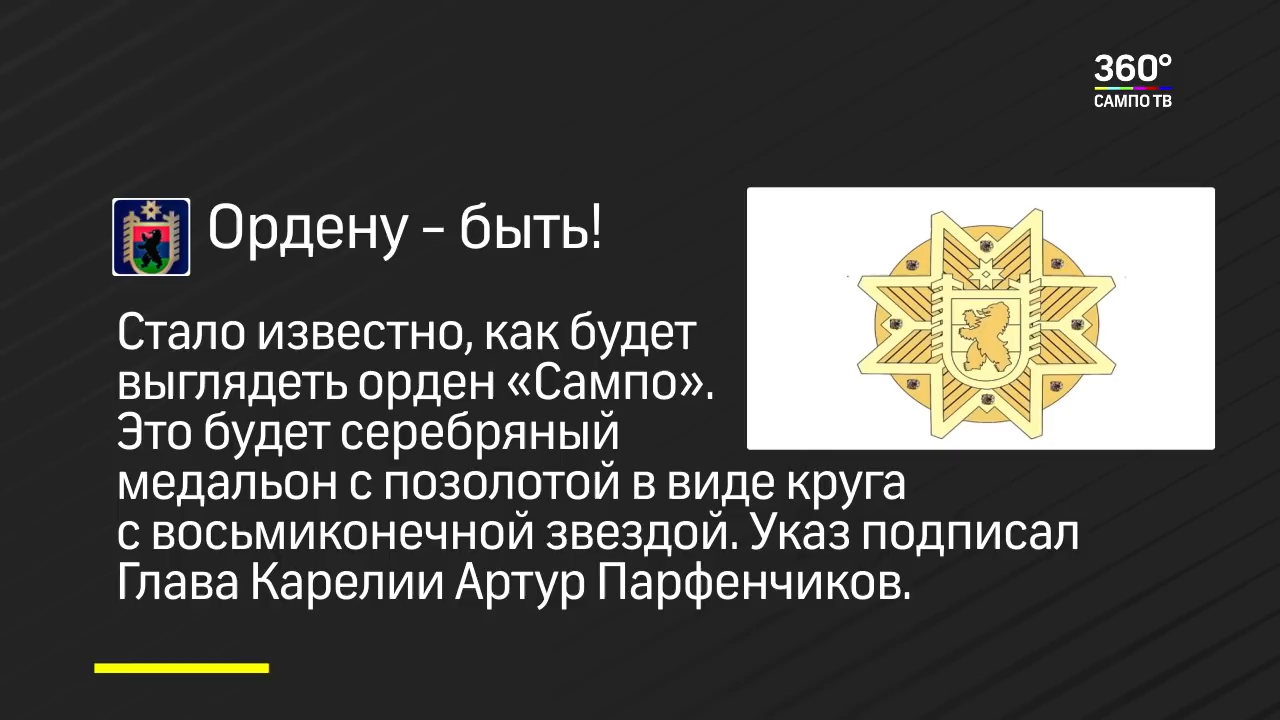 360°
САМПО ТВ
Ордену - быть!
Стало известно, как будет
выглядеть орден «Сампо».
Это будет серебряный
медальон с позолотой в виде круга
с восьмиконечной звездой. Указ подписал
Глава Карелии Артур Парфенчиков.